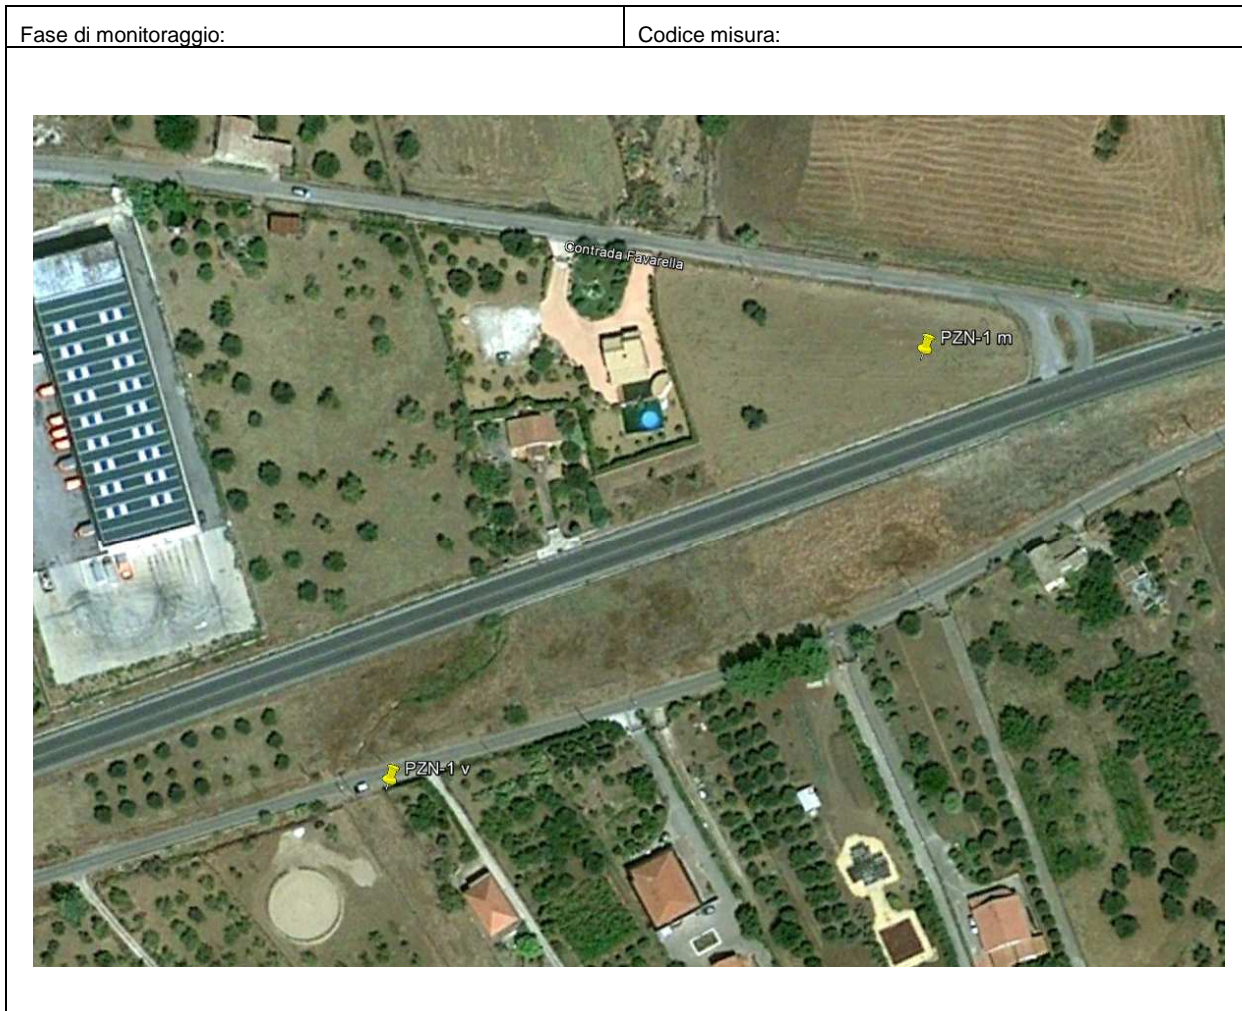 Fase di monitoraggio:
Codice misura:
Contrada Favarella
PZN-1 m
PZN-1 v